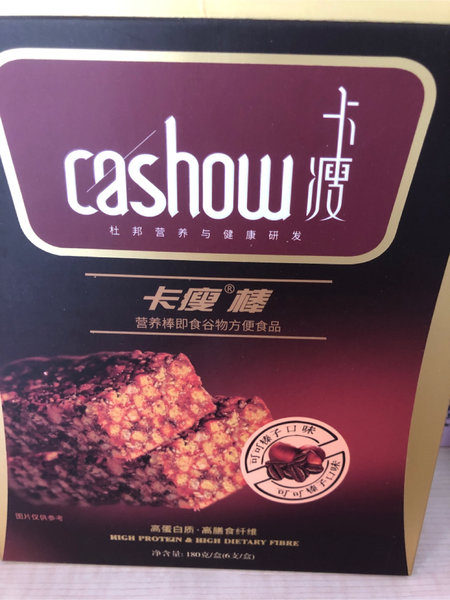 cashow
卡瘦
杜邦营养与健康研发
卡瘦®棒
营养棒即食谷物方便食品
可可榛子口味
可可榛子口味
图片仅供参考
高蛋白质·高膳食纤维
HIGH PROTEIN & HIGH DIETARY FIBRE
净含量: 180克/盒(6支/盒)